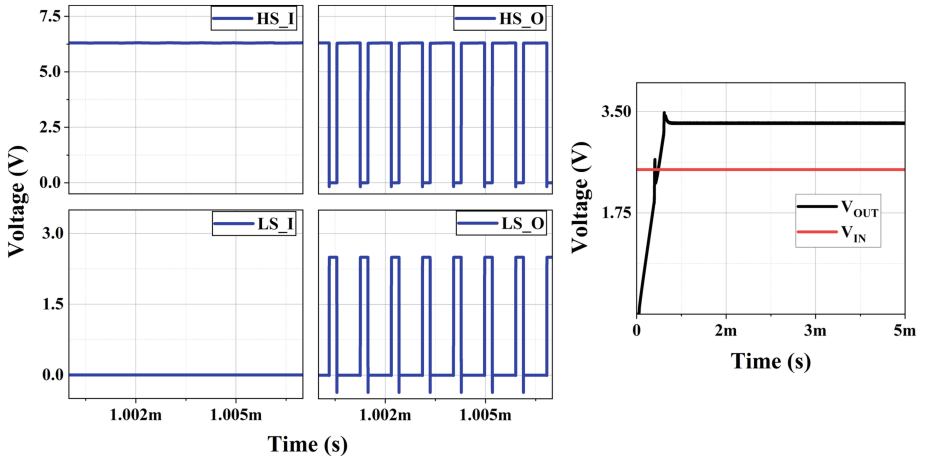 HS_I
HS_O
7.5
5.0
2.5
0.0
Voltage (V)
LS_I
LS_O
3.0
1.5
0.0
1.002m
1.005m
1.002m
1.005m
Time (s)
3.50
1.75
Voltage (V)
V_OUT
V_IN
0
2m
3m
5m
Time (s)